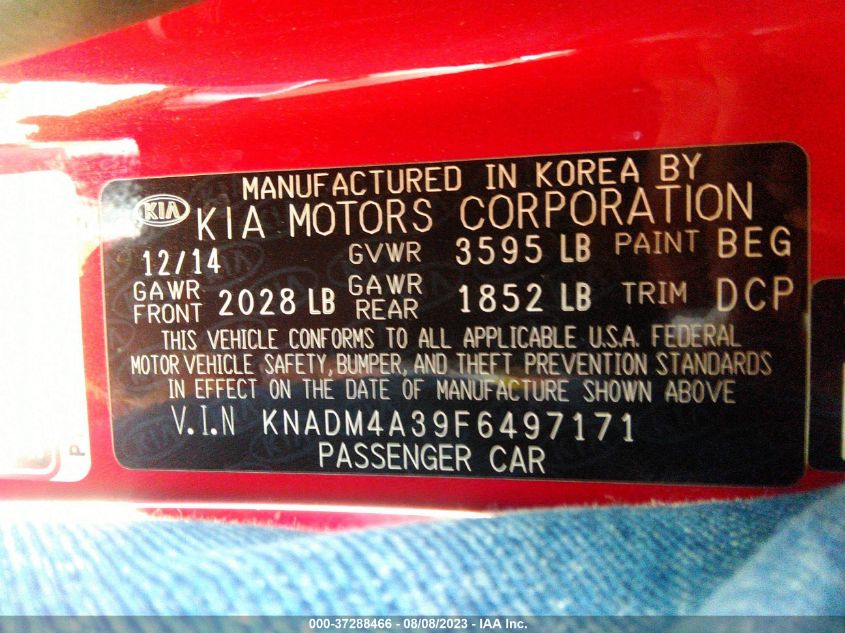 MANUFACTURED IN KOREA BY
KIA KIA MOTORS CORPORATION
12/14 GVWR 3595 LB PAINT BEG
GAWR FRONT 2028 LB GAWR REAR 1852 LB TRIM DCP
THIS VEHICLE CONFORMS TO ALL APPLICABLE U.S.A. FEDERAL
MOTOR VEHICLE SAFETY, BUMPER, AND THEFT PREVENTION STANDARDS
IN EFFECT ON THE DATE OF MANUFACTURE SHOWN ABOVE
V.I.N KNADM4A39F6497171
PASSENGER CAR
P
000-37288466 - 08/08/2023 - IAA Inc.